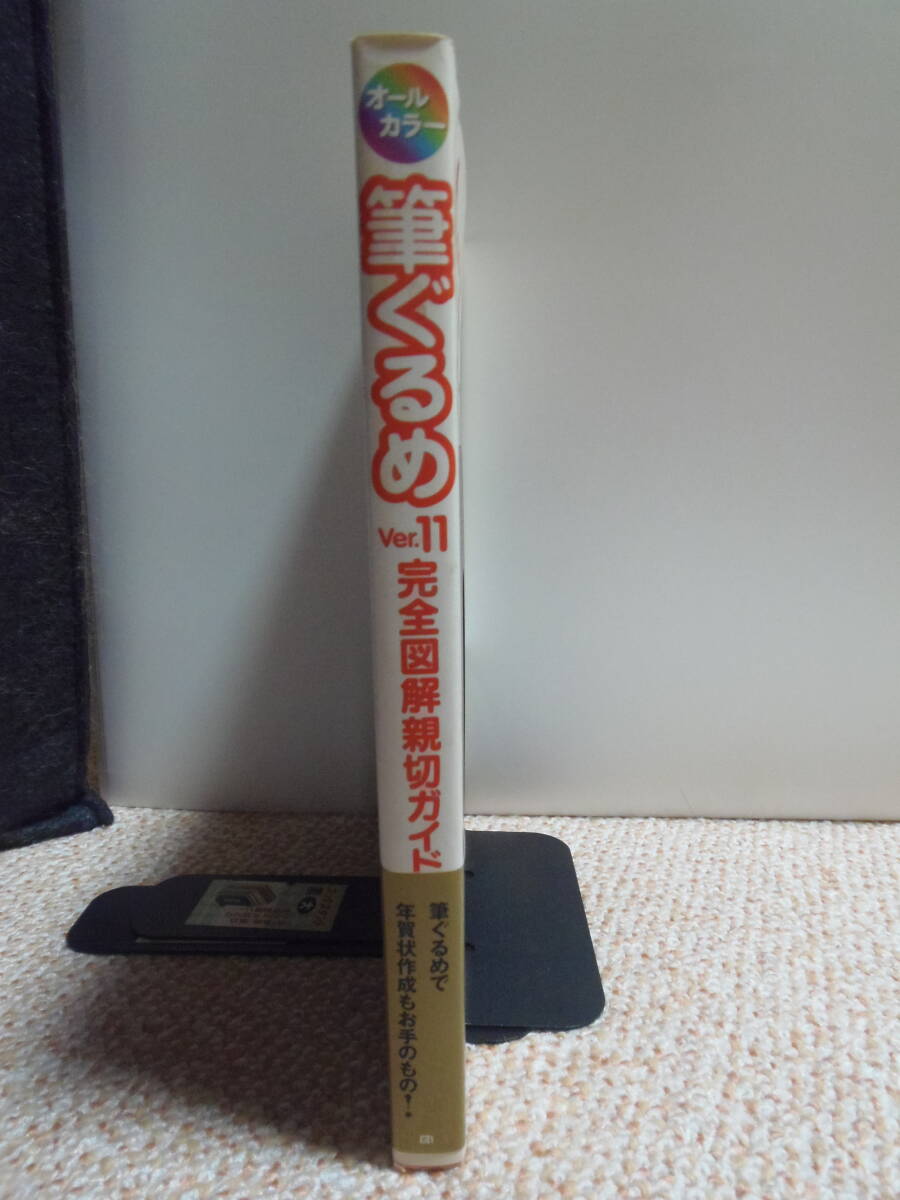 オール
カラー
筆ぐるめ
Ver.11
完全図解親切ガイド
筆ぐるめで
年賀状作成もお手のもの!